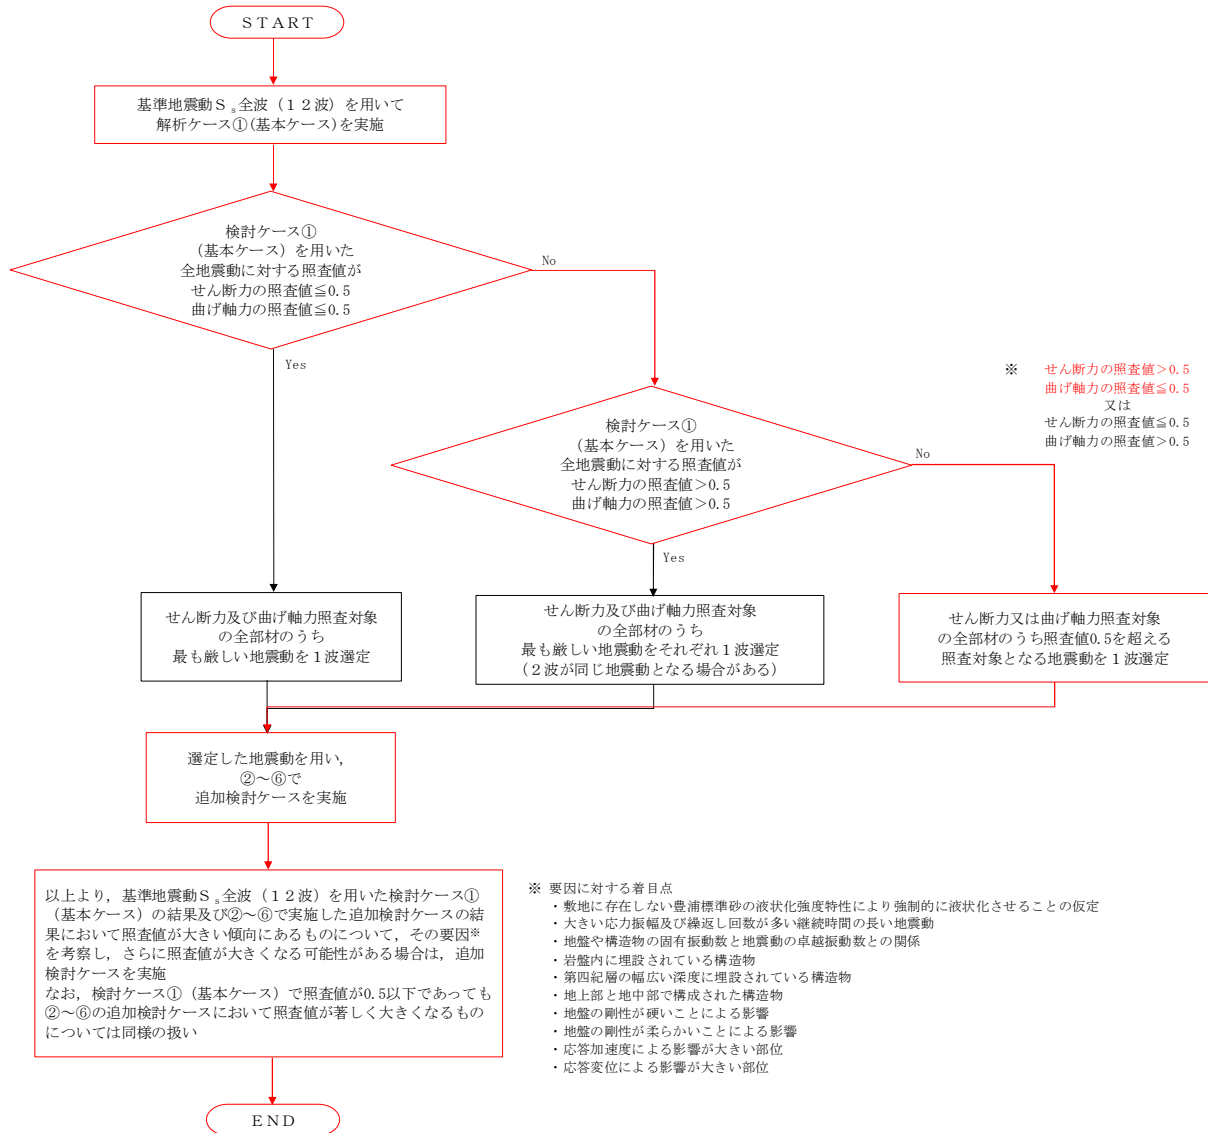 START
基準地震動Ｓs全波（１２波）を用いて
解析ケース①(基本ケース)を実施
検討ケース①
（基本ケース）を用いた
全地震動に対する照査値が
せん断力の照査値≦0.5
曲げ軸力の照査値≦0.5
No
Yes
※ せん断力の照査値＞0.5
曲げ軸力の照査値≦0.5
又は
せん断力の照査値≦0.5
曲げ軸力の照査値＞0.5
検討ケース①
（基本ケース）を用いた
全地震動に対する照査値が
せん断力の照査値＞0.5
曲げ軸力の照査値＞0.5
No
Yes
せん断力及び曲げ軸力照査対象
の全部材のうち
最も厳しい地震動を１波選定
せん断力及び曲げ軸力照査対象
の全部材のうち
最も厳しい地震動をそれぞれ１波選定
（２波が同じ地震動となる場合がある）
せん断力又は曲げ軸力照査対象
の全部材のうち照査値0.5を超える
照査対象となる地震動を１波選定
選定した地震動を用い，
②～⑥で
追加検討ケースを実施
以上より，基準地震動Ｓs全波（１２波）を用いた検討ケース①
（基本ケース）の結果及び②～⑥で実施した追加検討ケースの結
果において照査値が大きい傾向にあるものについて，その要因※
を考察し，さらに照査値が大きくなる可能性がある場合は，追加
検討ケースを実施
なお，検討ケース①（基本ケース）で照査値が0.5以下であっても
②～⑥の追加検討ケースにおいて照査値が著しく大きくなるもの
については同様の扱い
※ 要因に対する着目点
・敷地に存在しない豊浦標準砂の液状化強度特性により強制的に液状化させることの仮定
・大きい応力振幅及び繰返し回数が多い継続時間の長い地震動
・地盤や構造物の固有振動数と地震動の卓越振動数との関係
・岩盤内に埋設されている構造物
・第四紀層の幅広い深度に埋設されている構造物
・地上部と地中部で構成された構造物
・地盤の剛性が硬いことによる影響
・地盤の剛性が柔らかいことによる影響
・応答加速度による影響が大きい部位
・応答変位による影響が大きい部位
END